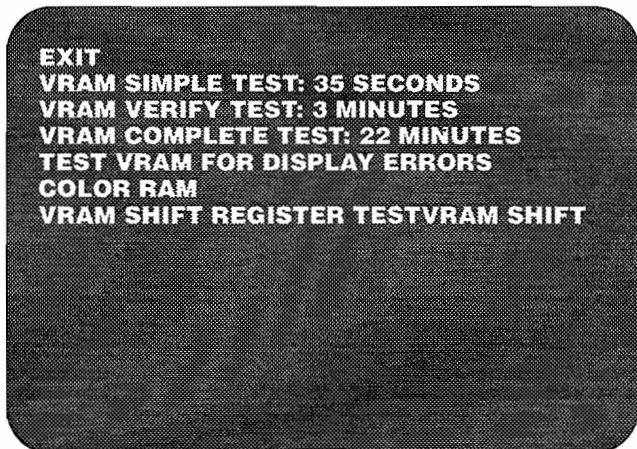 EXIT
VRAM SIMPLE TEST: 35 SECONDS
VRAM VERIFY TEST: 3 MINUTES
VRAM COMPLETE TEST: 22 MINUTES
TEST VRAM FOR DISPLAY ERRORS
COLOR RAM
VRAM SHIFT REGISTER TESTVRAM SHIFT